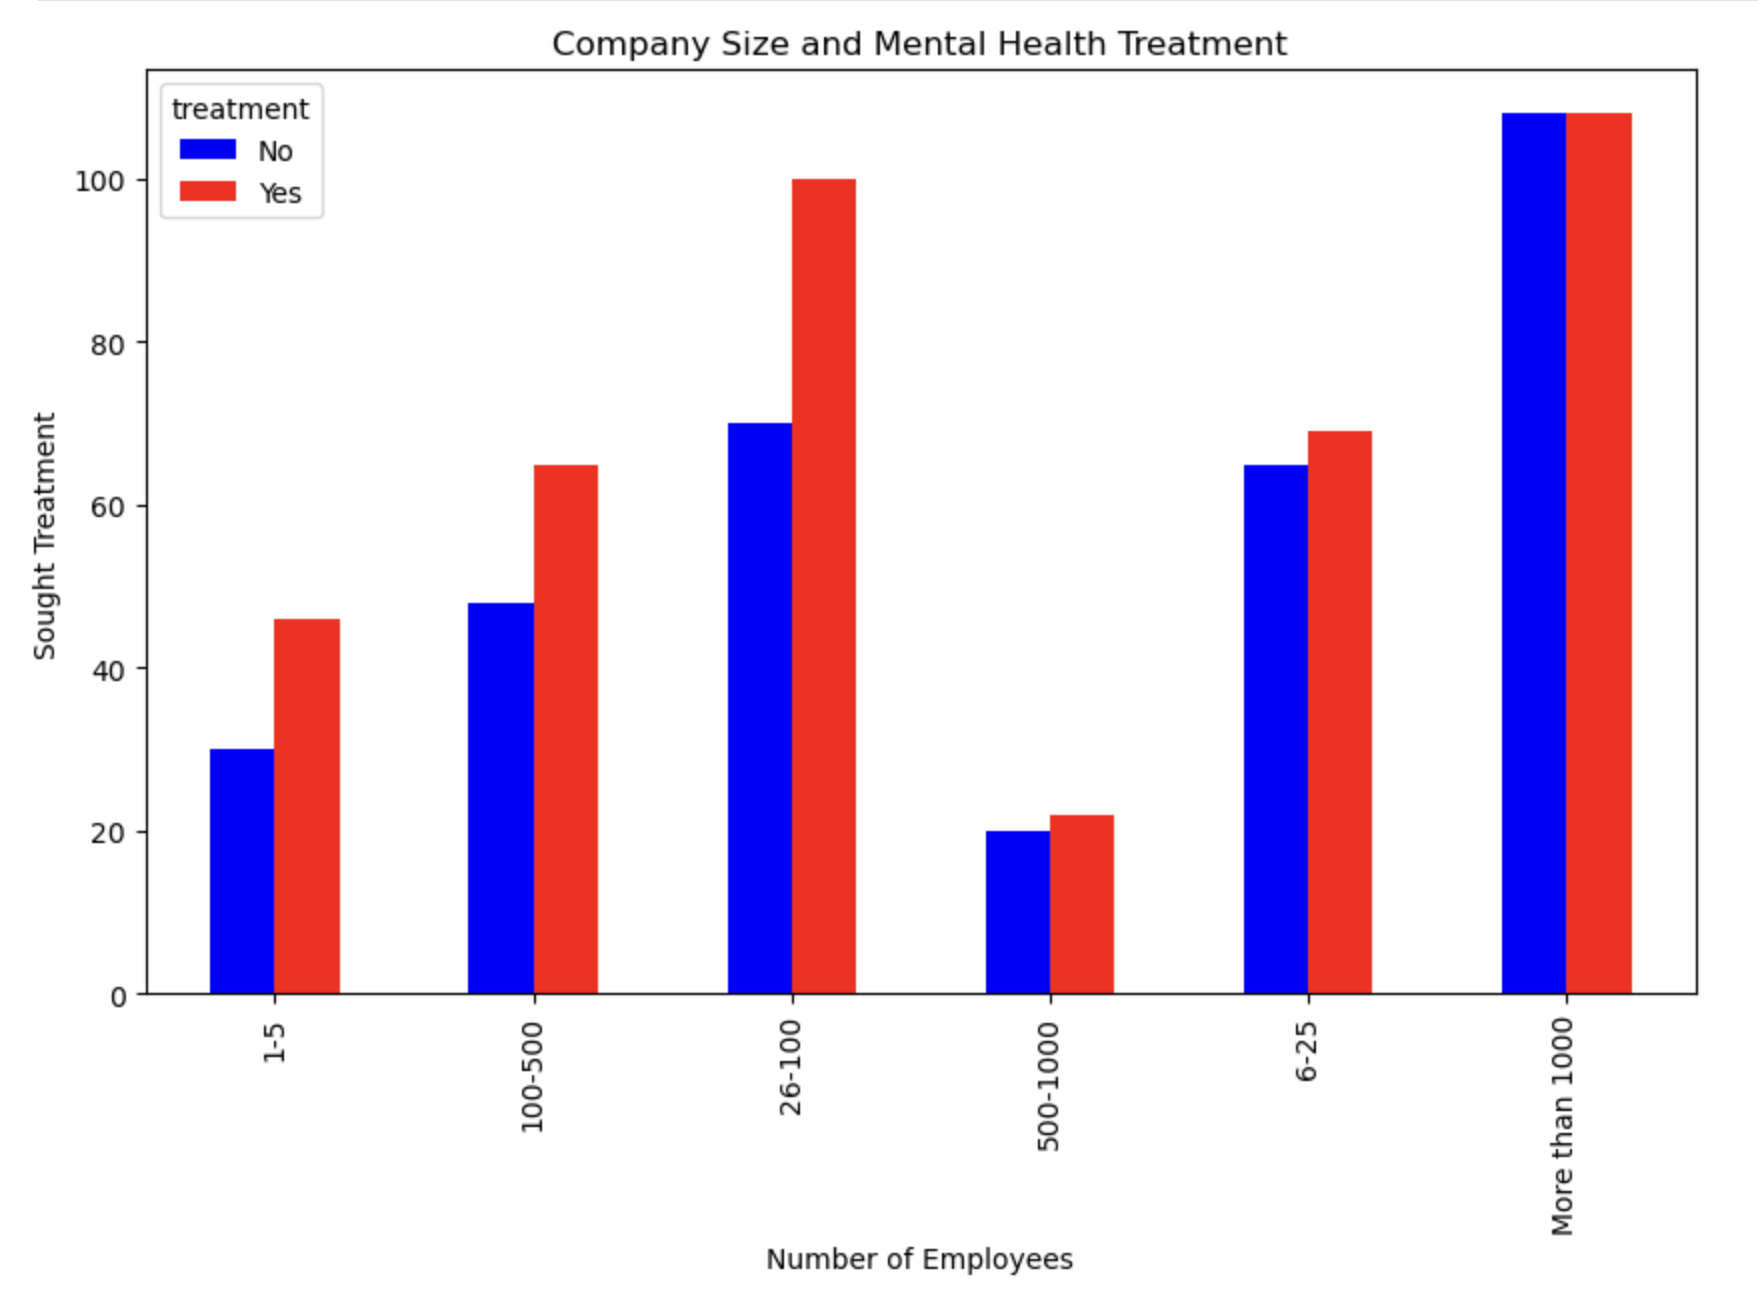 Company Size and Mental Health Treatment
treatment
No
Yes
100
80
60
40
20
0
Sought Treatment
1-5
100-500
26-100
500-1000
6-25
More than 1000
Number of Employees